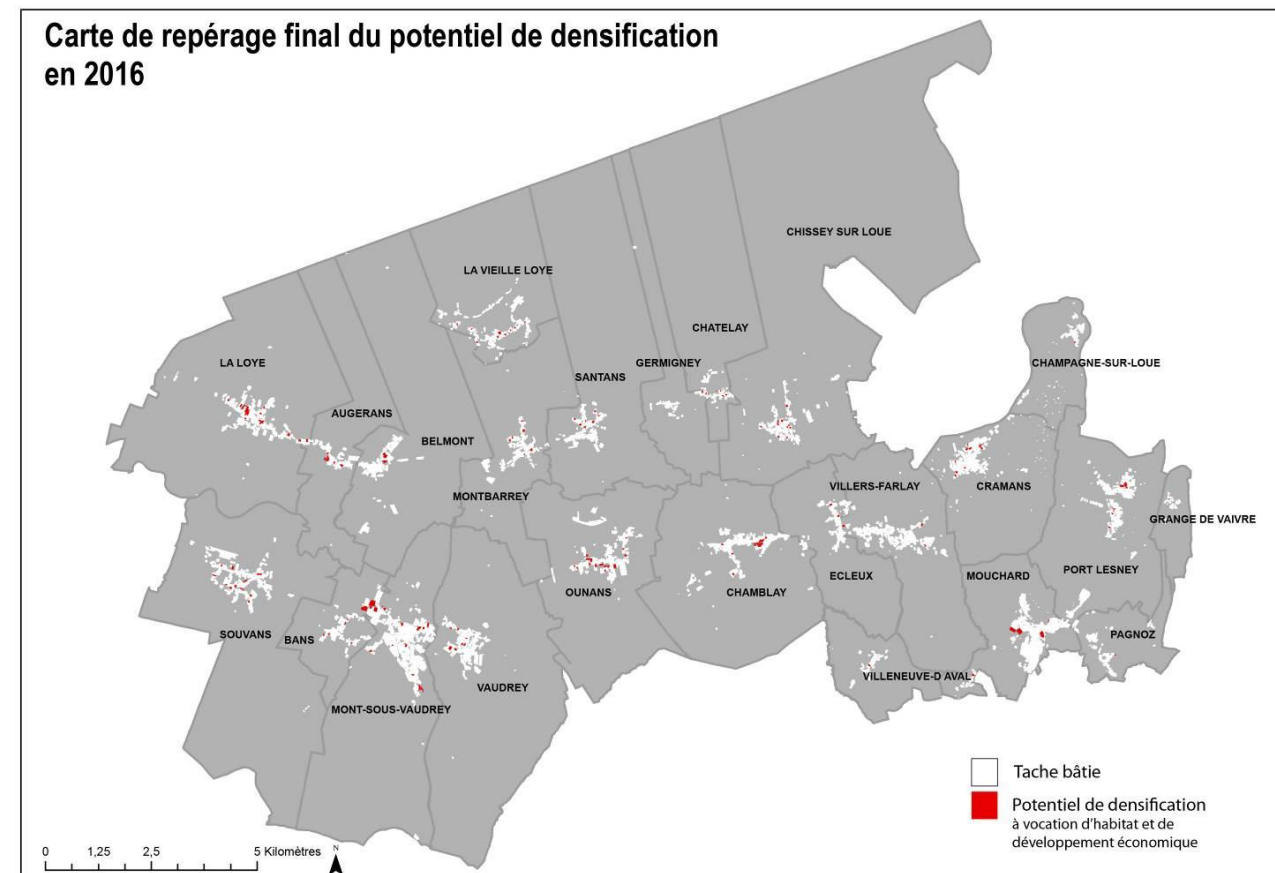 Carte de repérage final du potentiel de densification
en 2016
CHISSEY SUR LOUE
LA VIEILLE LOYE
CHATELAY
LA LOYE
GERMIGNEY
CHAMPAGNE-SUR-LOUE
SANTANS
AUGERANS
BELMONT
VILLERS-FARLAY
CRAMANS
MONTBARREY
GRANGE DE VAIVRE
PORT LESNEY
ECLEUX
MOUCHARD
OUNANS
CHAMBLAY
SOUVANS
BANS
PAGNOZ
VILLENEUVE-D AVAL
VAUDREY
MONT-SOUS-VAUDREY
Tache bâtie
Potentiel de densification
à vocation d'habitat et de
développement économique
0 1,25 2,5 5 Kilomètres
N